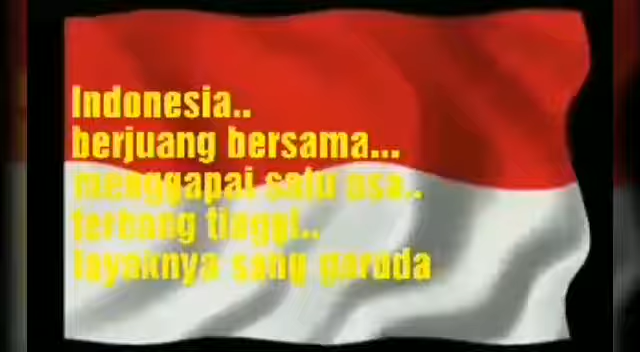 Indonesia..
berjuang bersama...
menggapai satu asa..
terbang tinggi..
layaknya sang garuda